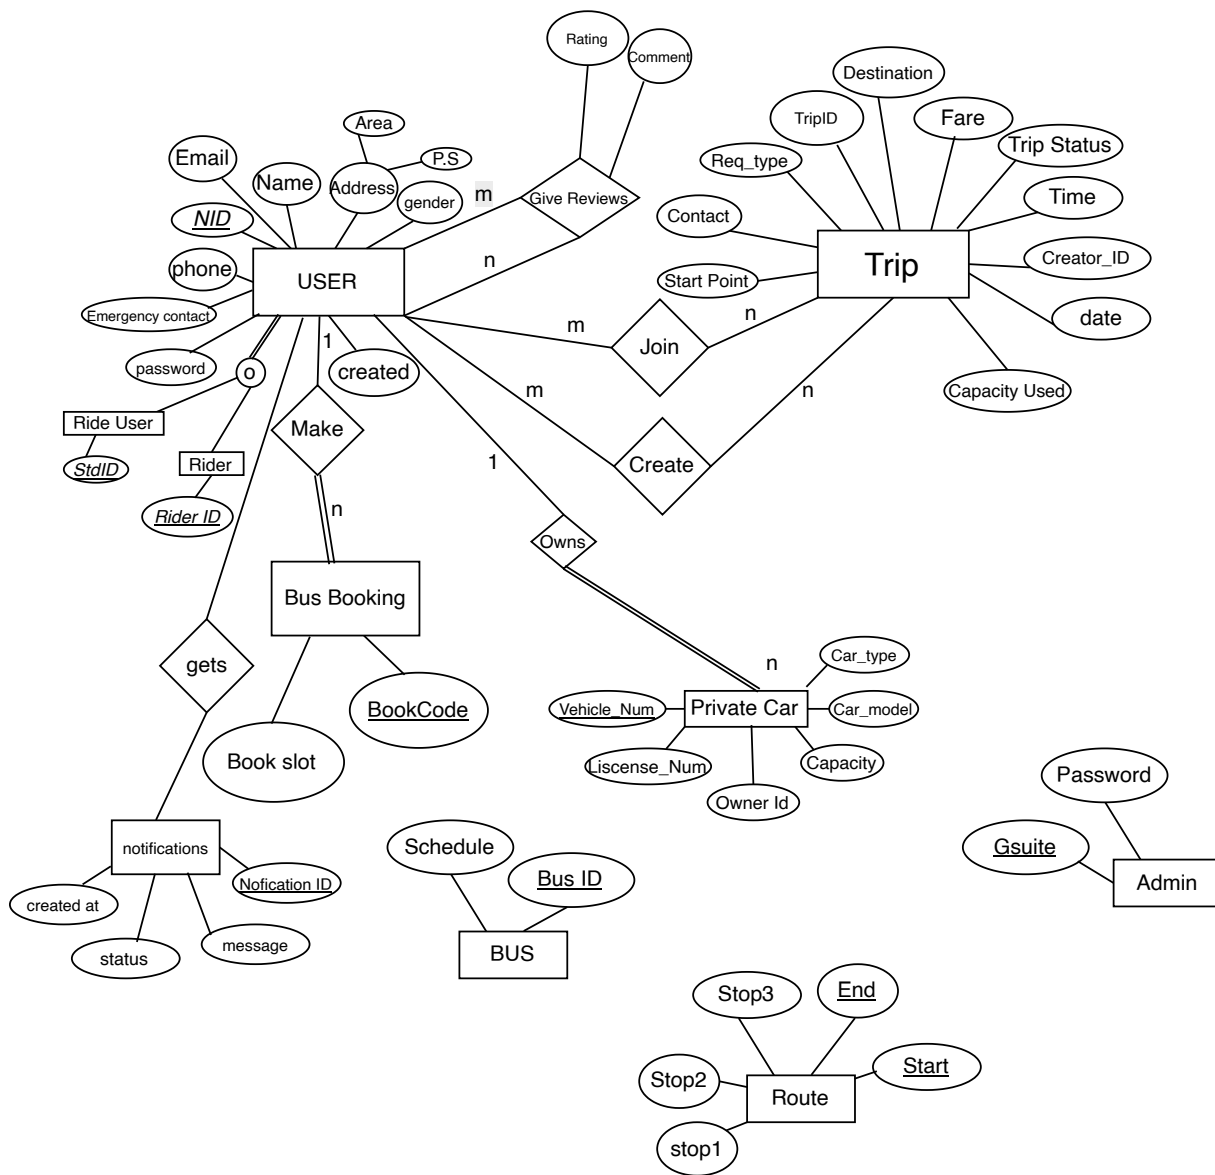 Rating
Comment
Destination
Area
TripID
Fare
Email
P.S
Req_type
Trip Status
Name
Address
m
Give Reviews
Time
NID
gender
Contact
phone
n
Trip
Creator_ID
USER
Start Point
Emergency contact
m
n
date
1
Join
password
o
created
m
n
Capacity Used
Ride User
Make
StdID
Rider
1
Create
Rider ID
n
Owns
Bus Booking
gets
n
Car_type
BookCode
Vehicle_Num
Private Car
Car_model
Book slot
Liscense_Num
Capacity
Password
Owner Id
notifications
Schedule
Gsuite
Nofication ID
Bus ID
Admin
created at
message
BUS
status
Stop3
End
Start
Stop2
Route
stop1